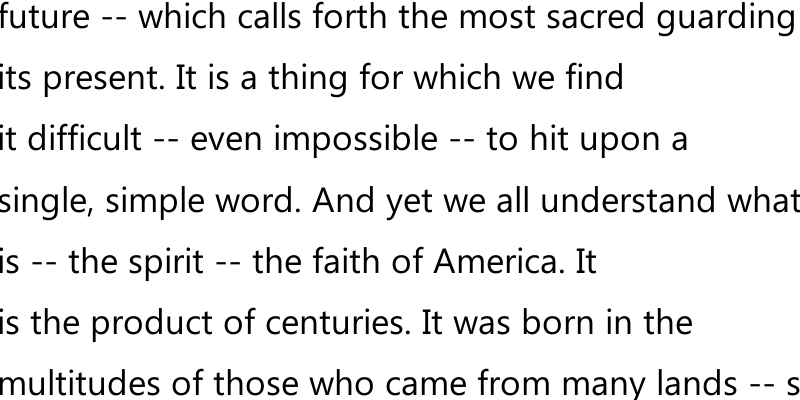 future -- which calls forth the most sacred guarding
its present. It is a thing for which we find
it difficult -- even impossible -- to hit upon a
single, simple word. And yet we all understand what
is -- the spirit -- the faith of America. It
is the product of centuries. It was born in the
multitudes of those who came from many lands -- s